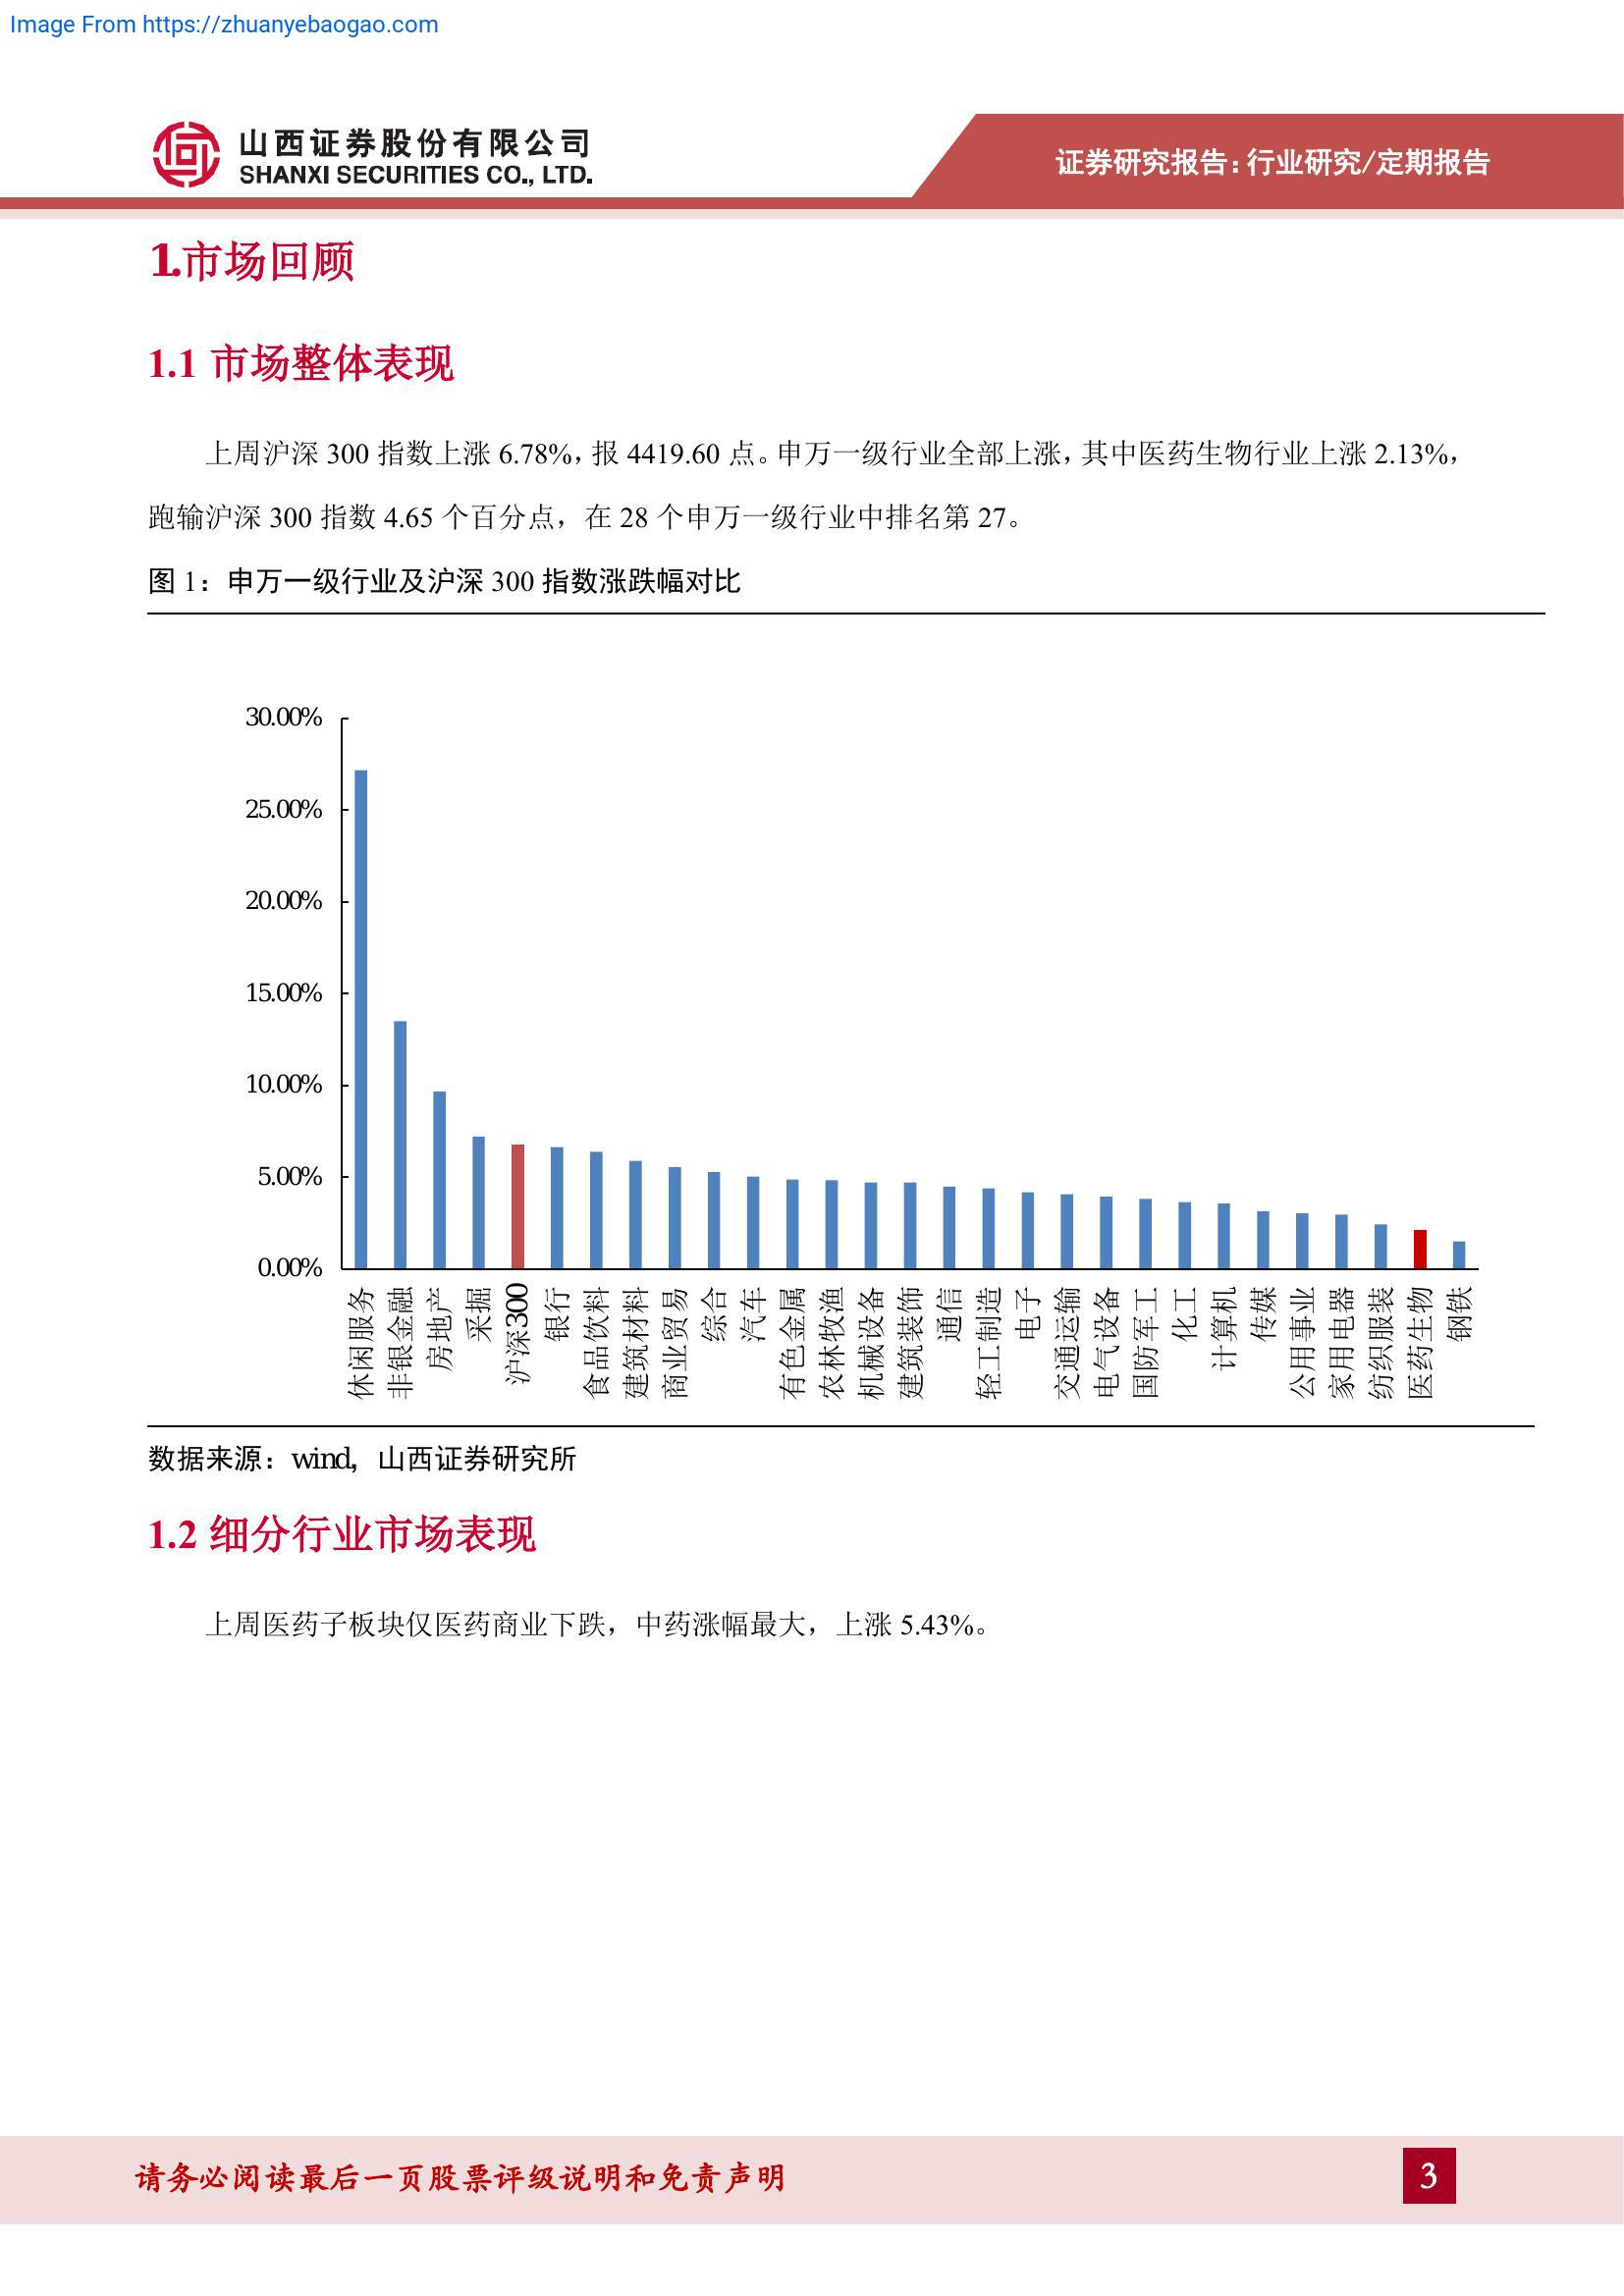 Image From https://zhuanyebaogao.com
山西证券股份有限公司
SHANXI SECURITIES CO., LTD.
证券研究报告：行业研究/定期报告
1.市场回顾
1.1 市场整体表现
上周沪深 300 指数上涨 6.78%，报 4419.60 点。申万一级行业全部上涨，其中医药生物行业上涨 2.13%，
跑输沪深 300 指数 4.65 个百分点，在 28 个申万一级行业中排名第 27。
图 1：申万一级行业及沪深 300 指数涨跌幅对比
30.00%
25.00%
20.00%
15.00%
10.00%
5.00%
0.00%
休闲服务
非银金融
房地产
采掘
沪深300
银行
食品饮料
建筑材料
商业贸易
综合
汽车
有色金属
农林牧渔
机械设备
建筑装饰
通信
轻工制造
电子
交通运输
电气设备
国防军工
化工
计算机
传媒
公用事业
家用电器
纺织服装
医药生物
钢铁
数据来源：wind，山西证券研究所
1.2 细分行业市场表现
上周医药子板块仅医药商业下跌，中药涨幅最大，上涨 5.43%。
请务必阅读最后一页股票评级说明和免责声明
3